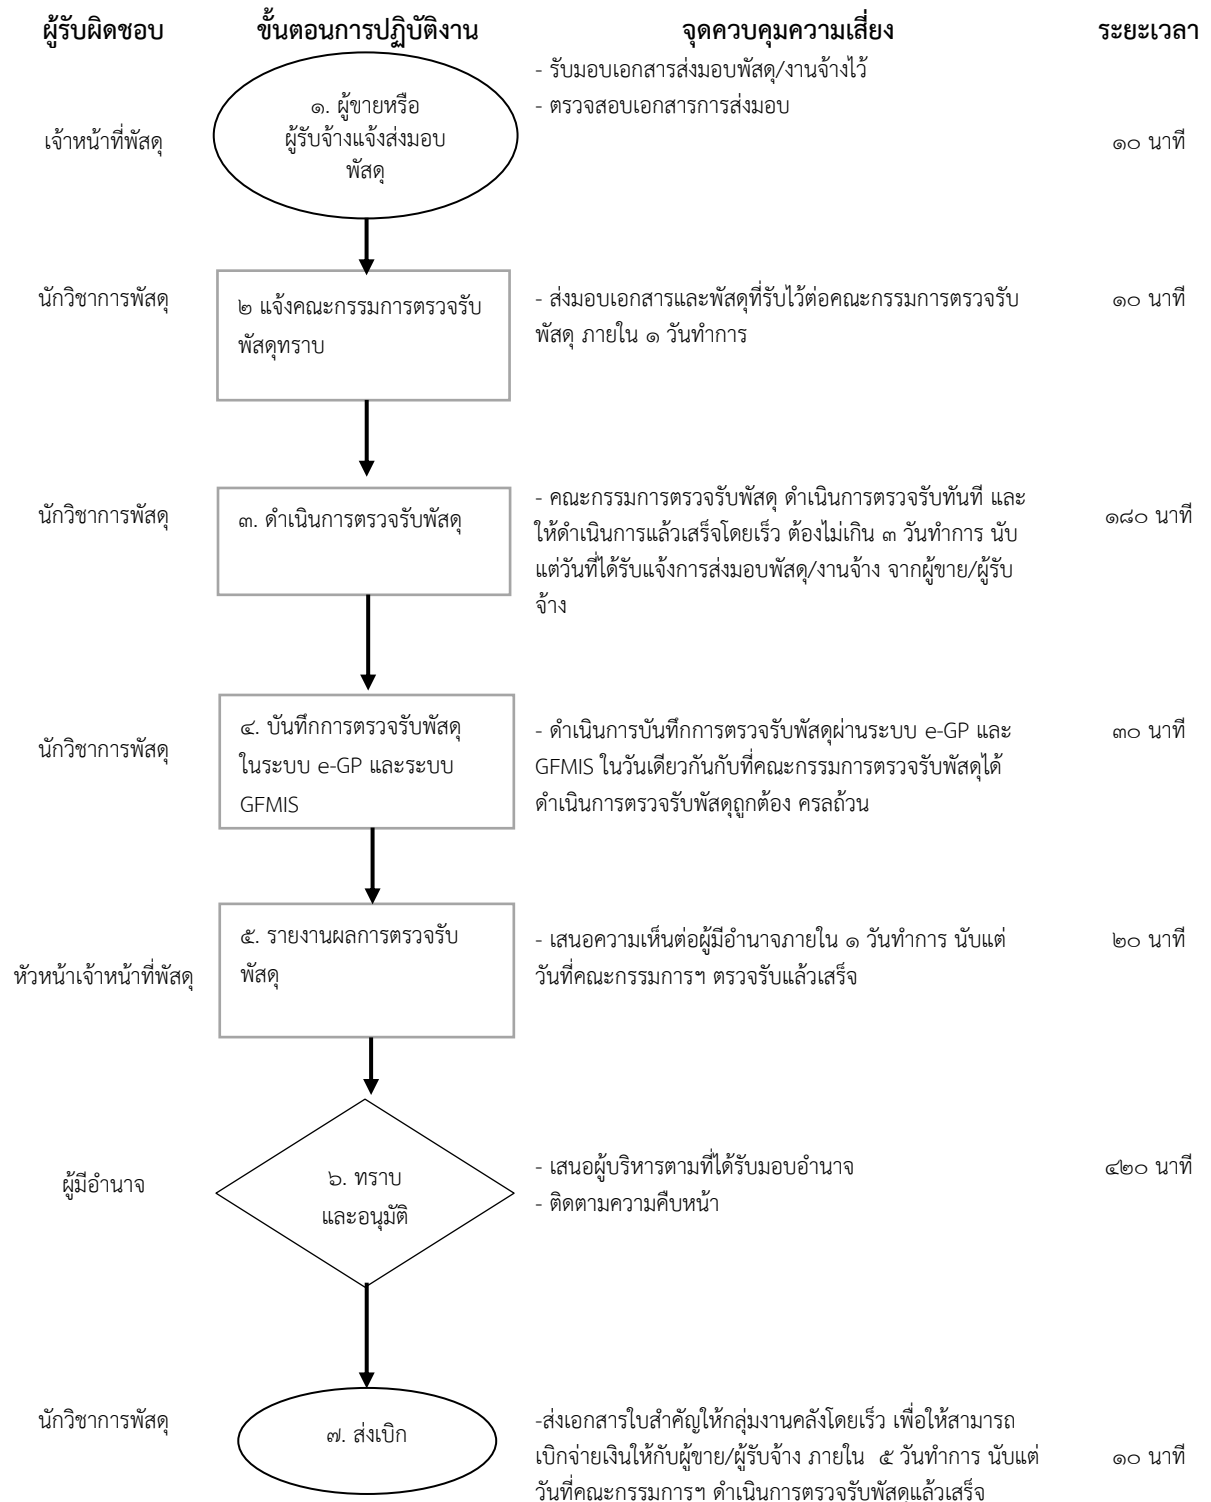 ผู้รับผิดชอบ ขั้นตอนการปฏิบัติงาน จุดควบคุมความเสี่ยง ระยะเวลา
เจ้าหน้าที่พัสดุ
๑. ผู้ขายหรือ
ผู้รับจ้างแจ้งส่งมอบ
พัสดุ
- รับมอบเอกสารส่งมอบพัสดุ/งานจ้างไว้
- ตรวจสอบเอกสารการส่งมอบ
๑๐ นาที
นักวิชาการพัสดุ
๒ แจ้งคณะกรรมการตรวจรับ
พัสดุทราบ
- ส่งมอบเอกสารและพัสดุที่รับไว้ต่อคณะกรรมการตรวจรับ
พัสดุ ภายใน ๑ วันทำการ
๑๐ นาที
นักวิชาการพัสดุ
๓. ดำเนินการตรวจรับพัสดุ
- คณะกรรมการตรวจรับพัสดุ ดำเนินการตรวจรับทันที และ
ให้ดำเนินการแล้วเสร็จโดยเร็ว ต้องไม่เกิน ๓ วันทำการ นับ
แต่วันที่ได้รับแจ้งการส่งมอบพัสดุ/งานจ้าง จากผู้ขาย/ผู้รับ
จ้าง
๑๘๐ นาที
นักวิชาการพัสดุ
๔. บันทึกการตรวจรับพัสดุ
ในระบบ e-GP และระบบ
GFMIS
- ดำเนินการบันทึกการตรวจรับพัสดุผ่านระบบ e-GP และ
GFMIS ในวันเดียวกันกับที่คณะกรรมการตรวจรับพัสดุได้
ดำเนินการตรวจรับพัสดุถูกต้อง ครลถ้วน
๓๐ นาที
หัวหน้าเจ้าหน้าที่พัสดุ
๕. รายงานผลการตรวจรับ
พัสดุ
- เสนอความเห็นต่อผู้มีอำนาจภายใน ๑ วันทำการ นับแต่
วันที่คณะกรรมการฯ ตรวจรับแล้วเสร็จ
๒๐ นาที
ผู้มีอำนาจ
๖. ทราบ
และอนุมัติ
- เสนอผู้บริหารตามที่ได้รับมอบอำนาจ
- ติดตามความคืบหน้า
๔๒๐ นาที
นักวิชาการพัสดุ
๗. ส่งเบิก
-ส่งเอกสารใบสำคัญให้กลุ่มงานคลังโดยเร็ว เพื่อให้สามารถ
เบิกจ่ายเงินให้กับผู้ขาย/ผู้รับจ้าง ภายใน ๕ วันทำการ นับแต่
วันที่คณะกรรมการฯ ดำเนินการตรวจรับพัสดุแล้วเสร็จ
๑๐ นาที